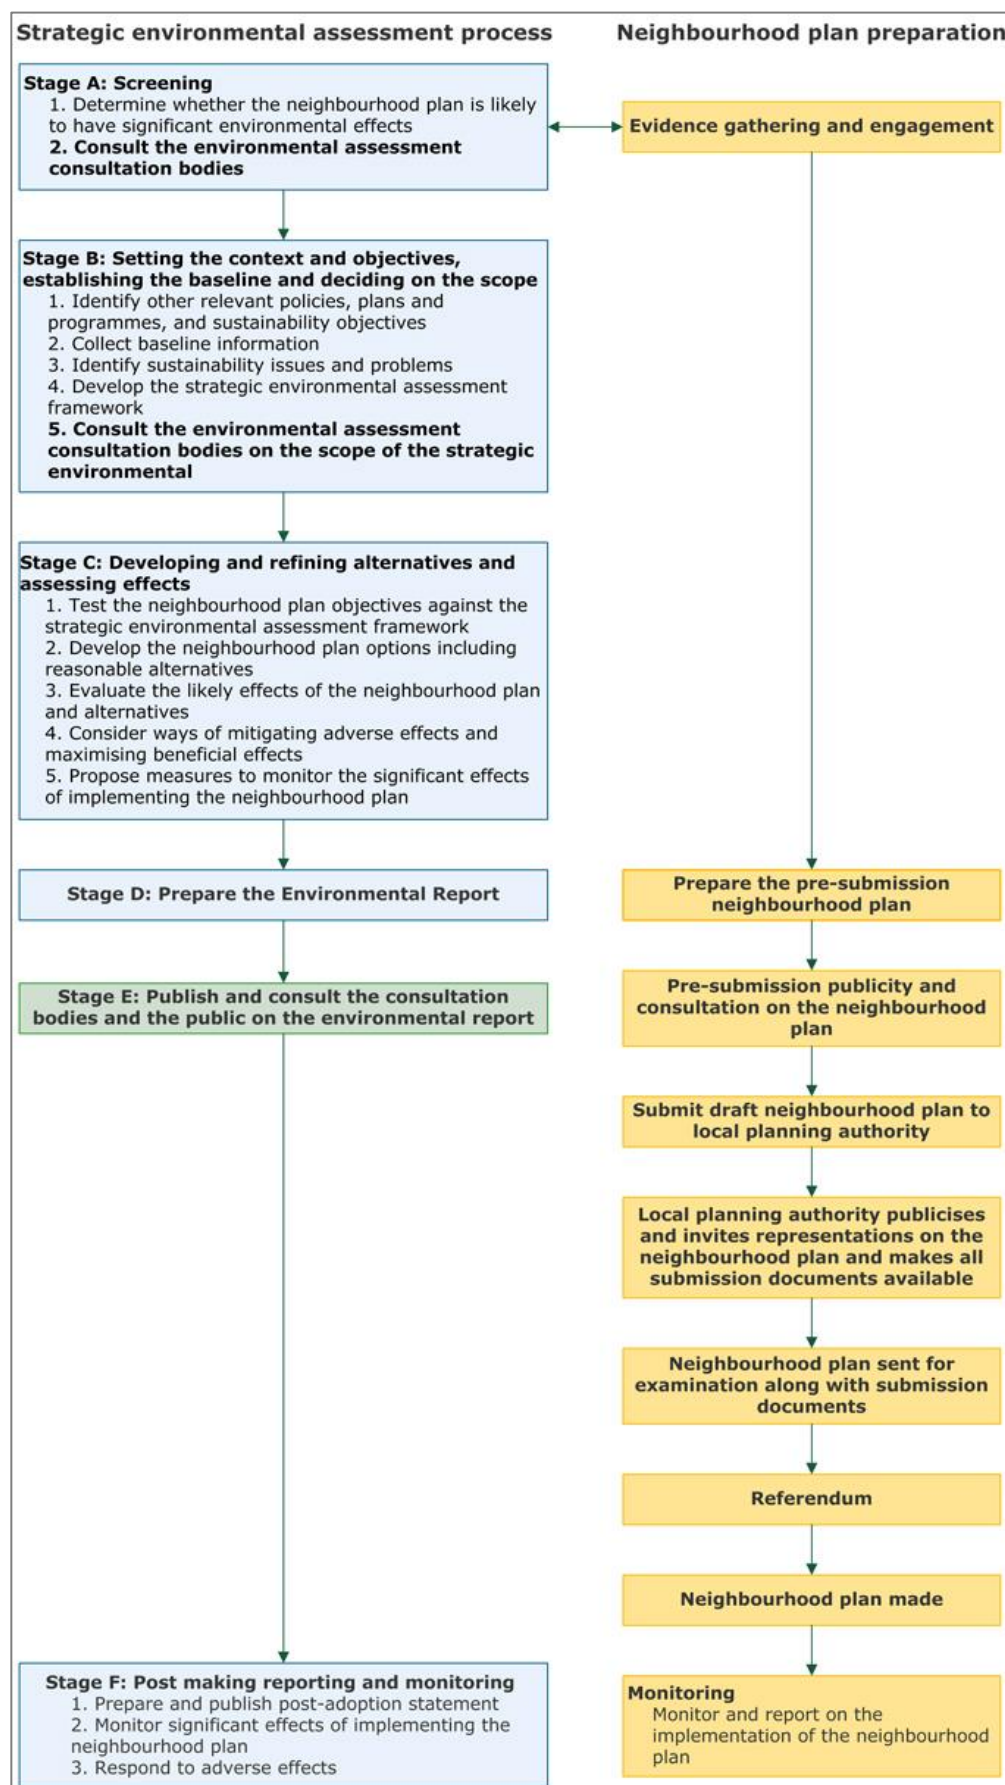 Strategic environmental assessment process
Neighbourhood plan preparation
Stage A: Screening
1. Determine whether the neighbourhood plan is likely
to have significant environmental effects
2. Consult the environmental assessment
consultation bodies
Evidence gathering and engagement
Stage B: Setting the context and objectives,
establishing the baseline and deciding on the scope
1. Identify other relevant policies, plans and
programmes, and sustainability objectives
2. Collect baseline information
3. Identify sustainability issues and problems
4. Develop the strategic environmental assessment
framework
5. Consult the environmental assessment
consultation bodies on the scope of the strategic
environmental
Stage C: Developing and refining alternatives and
assessing effects
1. Test the neighbourhood plan objectives against the
strategic environmental assessment framework
2. Develop the neighbourhood plan options including
reasonable alternatives
3. Evaluate the likely effects of the neighbourhood plan
and alternatives
4. Consider ways of mitigating adverse effects and
maximising beneficial effects
5. Propose measures to monitor the significant effects
of implementing the neighbourhood plan
Stage D: Prepare the Environmental Report
Prepare the pre-submission
neighbourhood plan
Stage E: Publish and consult the consultation
bodies and the public on the environmental report
Pre-submission publicity and
consultation on the neighbourhood
plan
Submit draft neighbourhood plan to
local planning authority
Local planning authority publicises
and invites representations on the
neighbourhood plan and makes all
submission documents available
Neighbourhood plan sent for
examination along with submission
documents
Referendum
Neighbourhood plan made
Stage F: Post making reporting and monitoring
1. Prepare and publish post-adoption statement
2. Monitor significant effects of implementing the
neighbourhood plan
3. Respond to adverse effects
Monitoring
Monitor and report on the
implementation of the neighbourhood
plan